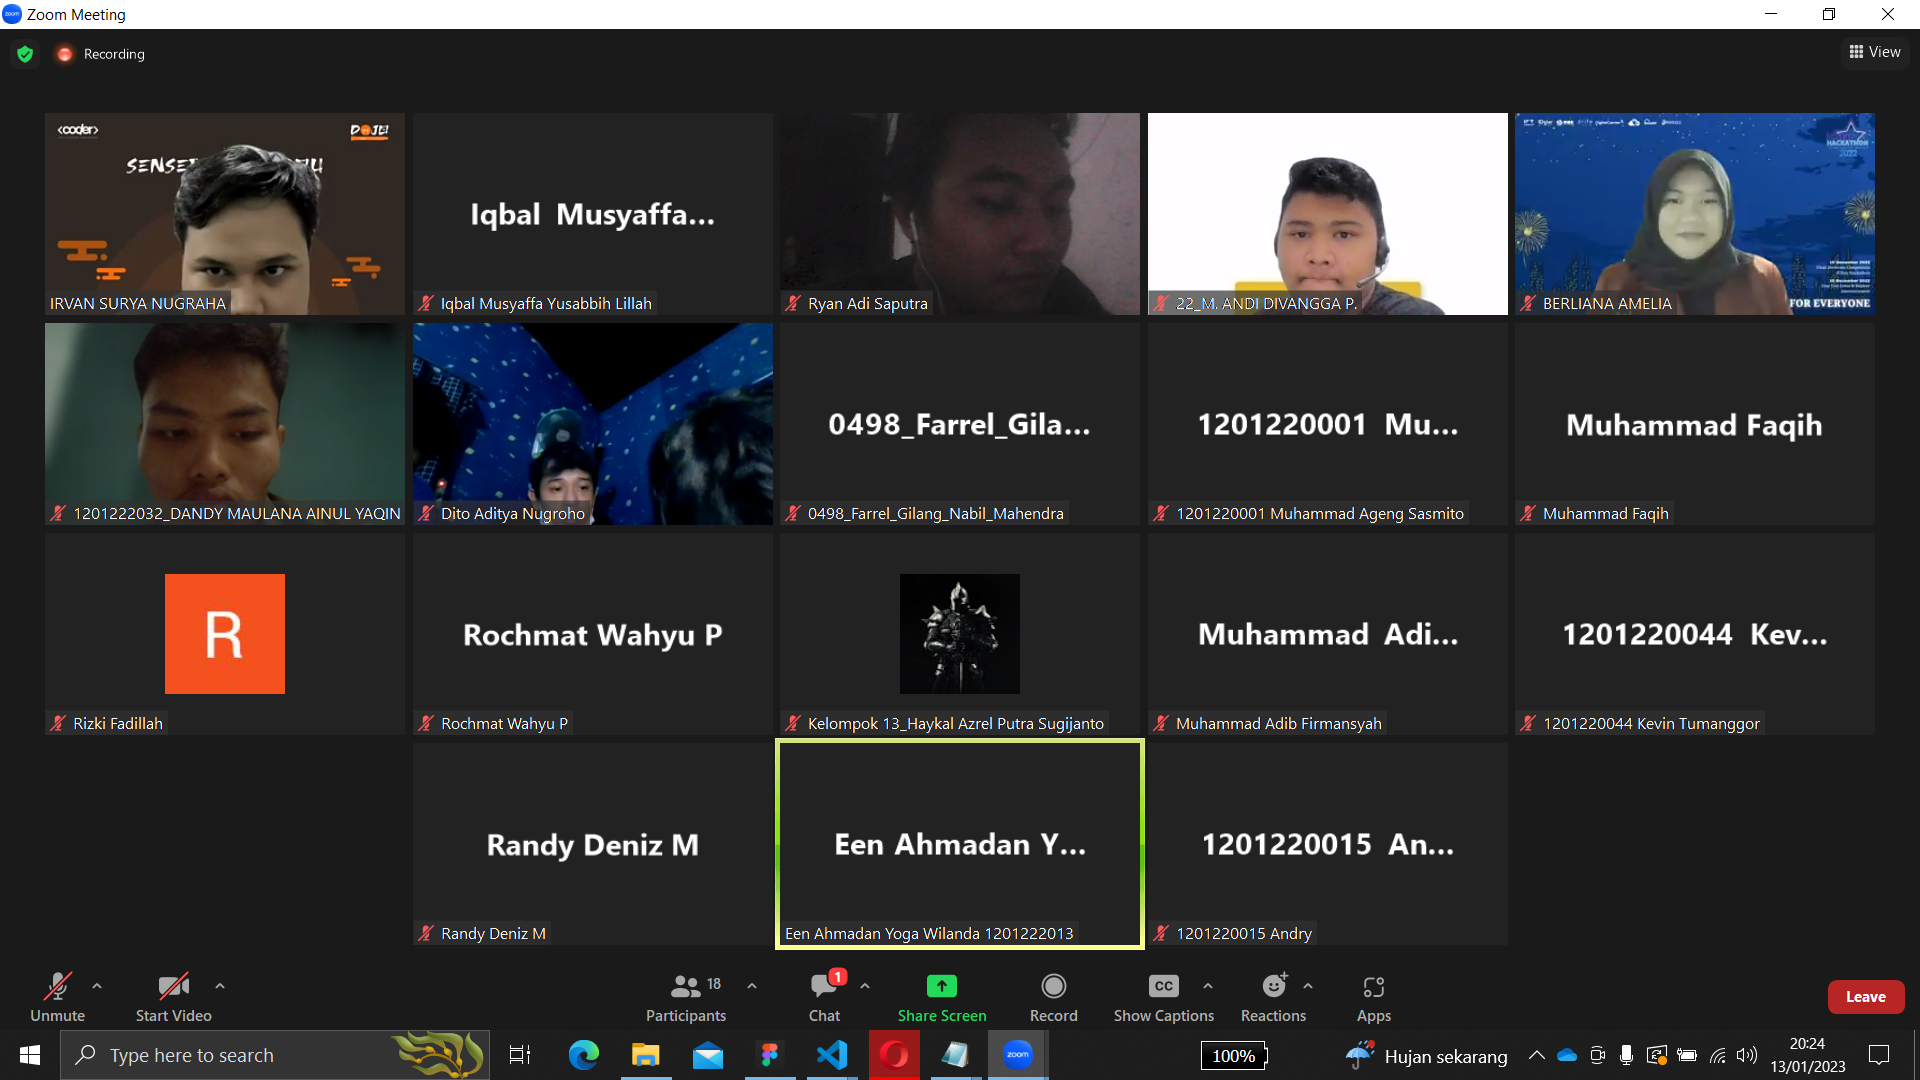 Zoom Meeting
Recording
View
<coder>
DOJO
SENSE
IRVAN SURYA NUGRAHA
Iqbal Musyaffa...
Iqbal Musyaffa Yusabbih Lillah
Ryan Adi Saputra
22_M. ANDI DIVANGGA P.
HACKATHON
2022
FOR EVERYONE
BERLIANA AMELIA
1201222032_DANDY MAULANA AINUL YAQIN
Dito Aditya Nugroho
0498_Farrel_Gila...
0498_Farrel_Gilang_Nabil_Mahendra
1201220001 Mu...
1201220001 Muhammad Ageng Sasmito
Muhammad Faqih
Muhammad Faqih
R
Rizki Fadillah
Rochmat Wahyu P
Rochmat Wahyu P
Kelompok 13_Haykal Azrel Putra Sugijanto
Muhammad Adi...
Muhammad Adib Firmansyah
1201220044 Kev...
1201220044 Kevin Tumanggor
Randy Deniz M
Randy Deniz M
Een Ahmadan Y...
Een Ahmadan Yoga Wilanda 1201222013
1201220015 An...
1201220015 Andry
Unmute
Start Video
18
Participants
1
Chat
Share Screen
Record
CC
Show Captions
Reactions
Apps
Leave
Type here to search
zoom
100%
Hujan sekarang
20:24
13/01/2023